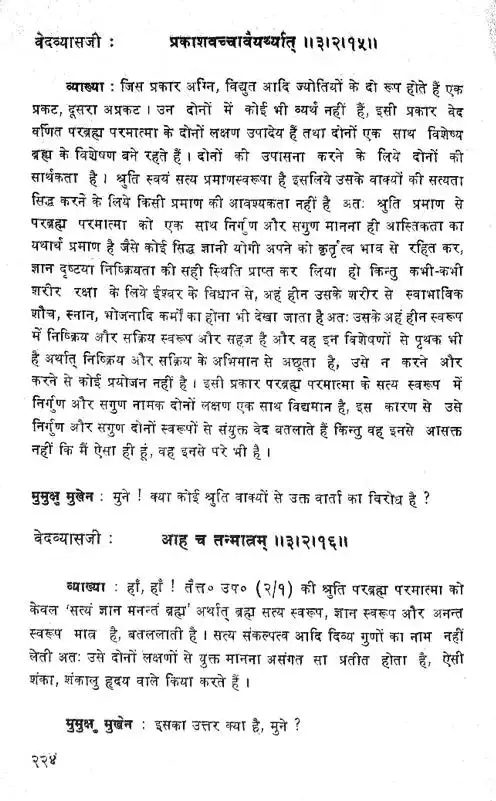 वेदव्यासजी : प्रकाशवच्चावैयर्थ्यात् ॥३।२।१५॥
व्याख्या : जिस प्रकार अग्नि, विद्युत आदि ज्योतियों के दो रूप होते हैं एक
प्रकट, दूसरा अप्रकट । उन दोनों में कोई भी व्यर्थ नहीं हैं, इसी प्रकार वेद
वर्णित परब्रह्म परमात्मा के दोनों लक्षण उपादेय हैं तथा दोनों एक साथ विशेष्य
ब्रह्म के विशेषण बने रहते हैं । दोनों की उपासना करने के लिये दोनों की
सार्थकता है । श्रुति स्वयं सत्य प्रमाणस्वरूपा है इसलिये उसके वाक्यों की सत्यता
सिद्ध करने के लिए किसी प्रमाण की आवश्यकता नहीं है अतः श्रुति प्रमाण से
परब्रह्म परमात्मा को एक साथ निर्गुण और सगुण मानना ही आस्तिकता का
यथार्थ प्रमाण है जैसे कोई सिद्ध ज्ञानी योगी अपने को कृर्तृत्व भाव से रहित कर,
ज्ञान दृष्टया निष्क्रियता की सही स्थिति प्राप्त कर लिया हो किन्तु कभी-कभी
शरीर रक्षा के लिये ईश्वर के विधान से, अहं हीन उसके शरीर से स्वाभाविक
शौच, स्नान, भोजनादि कर्मों का होना भी देखा जाता है अतः उसके अहं हीन स्वरूप
में निष्क्रिय और सक्रिय स्वरूप और सहज है और वह इन विशेषणों से पृथक भी
है अर्थात् निष्क्रिय और सक्रिय के अभिमान से अछूता है, उसे न करने और
करने से कोई प्रयोजन नहीं है । इसी प्रकार परब्रह्म परमात्मा के सत्य स्वरूप में
निर्गुण और सगुण नामक दोनों लक्षण एक साथ विद्यमान है, इस कारण से उसे
निर्गुण और सगुण दोनों स्वरूपों से संयुक्त वेद बतलाते हैं किन्तु वह इनसे आसक्त
नहीं कि मैं ऐसा ही हूं, वह इनसे परे भी है ।
मुमुक्षु मुखेन : मुने ! क्या कोई श्रुति वाक्यों से उक्त वार्ता का विरोध है ?
वेदव्यासजी : आह च तन्मात्रम् ॥३।२।१६॥
व्याख्या : हाँ, हाँ ! तैत्त० उप० (२/१) की श्रुति परब्रह्म परमात्मा को
केवल 'सत्यं ज्ञान मनन्तं ब्रह्म' अर्थात् ब्रह्म सत्य स्वरूप, ज्ञान स्वरूप और अनन्त
स्वरूप मात्र है, बतललाती है । सत्य संकल्पत्व आदि दिव्य गुणों का नाम नहीं
लेती अतः उसे दोनों लक्षणों से युक्त मानना असंगत सा प्रतीत होता है, ऐसी
शंका, शंकालु हृदय वाले किया करते हैं ।
मुमुक्षु मुखेन : इसका उत्तर क्या है, मुने ?
२२४